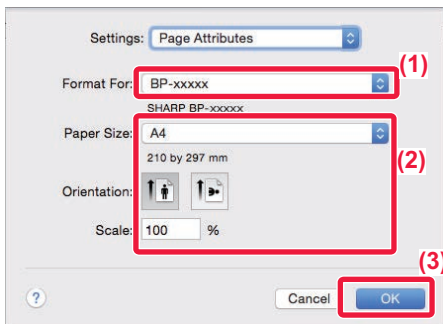 Settings: Page Attributes
(1)
Format For: BP-xxxxx
SHARP BP-xxxxx
Paper Size: A4
210 by 297 mm
(2)
Orientation:
Scale: 100 %
(3)
? Cancel OK